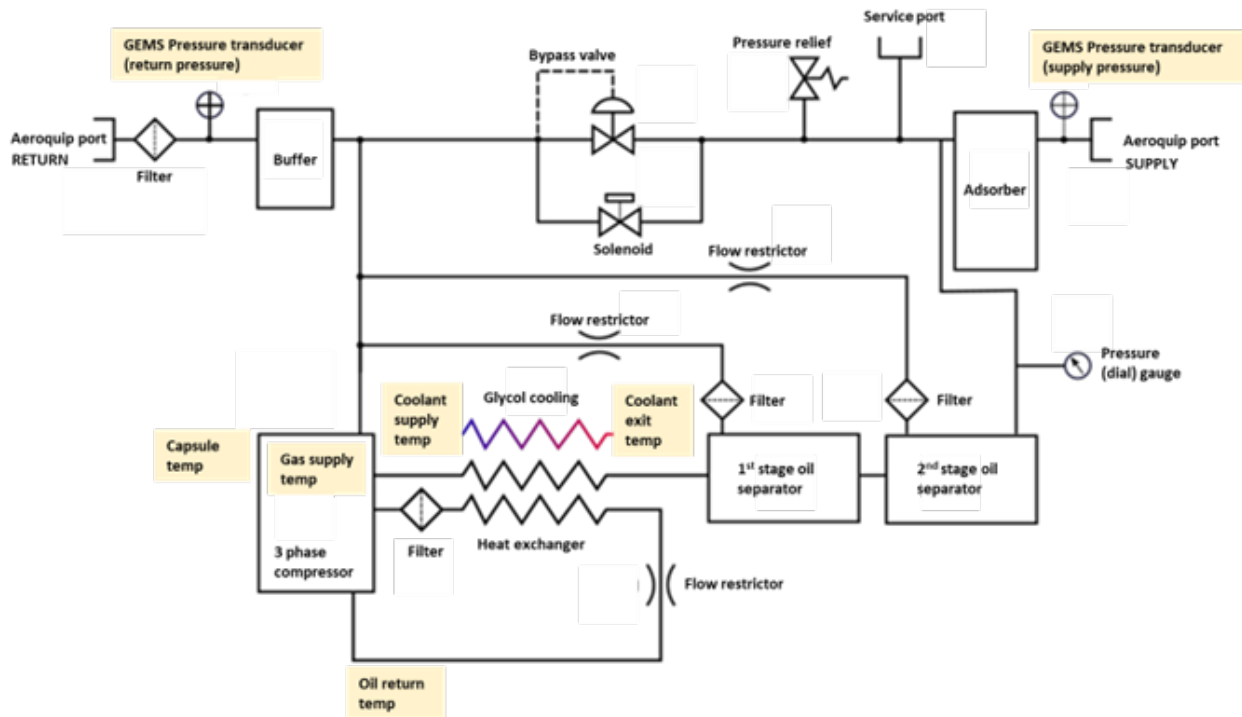 Service port
GEMS Pressure transducer
(return pressure)
Bypass valve
Pressure relief
GEMS Pressure transducer
(supply pressure)
Aeroquip port
RETURN
Filter
Buffer
Solenoid
Adsorber
Aeroquip port
SUPPLY
Flow restrictor
Flow restrictor
Pressure
(dial) gauge
Coolant
supply
temp
Glycol cooling
Coolant
exit
temp
Filter
Filter
Capsule
temp
Gas supply
temp
1st stage oil
separator
2nd stage oil
separator
3 phase
compressor
Filter
Heat exchanger
Flow restrictor
Oil return
temp